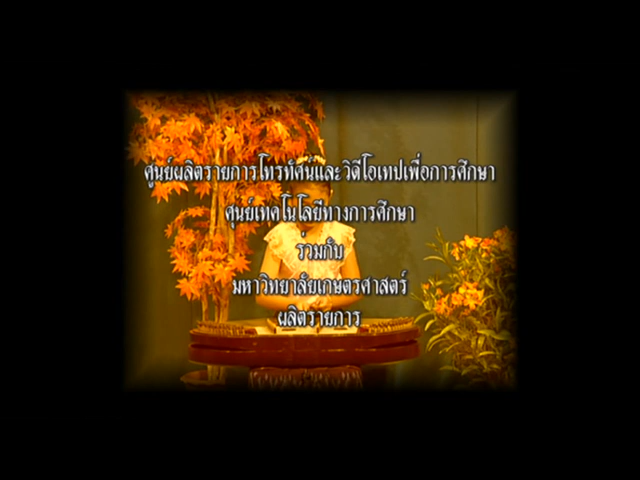 ศูนย์ผลิตรายการโทรทัศน์และวิดีโอเทปเพื่อการศึกษา
ศูนย์เทคโนโลยีทางการศึกษา
ร่วมกับ
มหาวิทยาลัยเกษตรศาสตร์
ผลิตรายการ